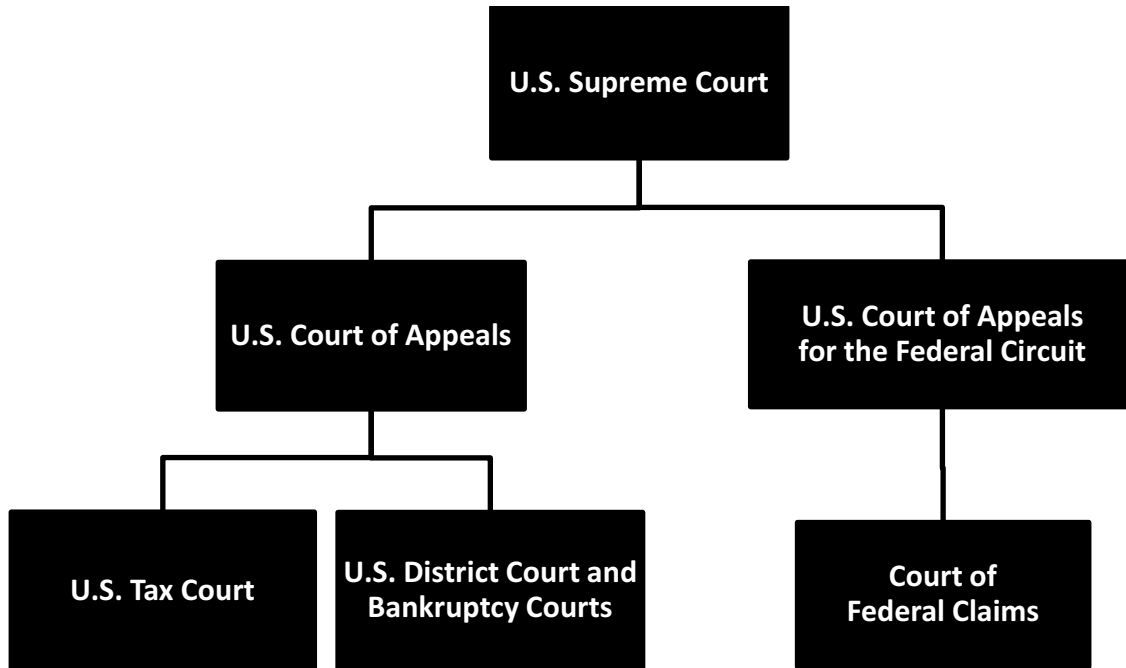 U.S. Supreme Court
U.S. Court of Appeals
U.S. Court of Appeals
for the Federal Circuit
U.S. Tax Court
U.S. District Court and
Bankruptcy Courts
Court of
Federal Claims